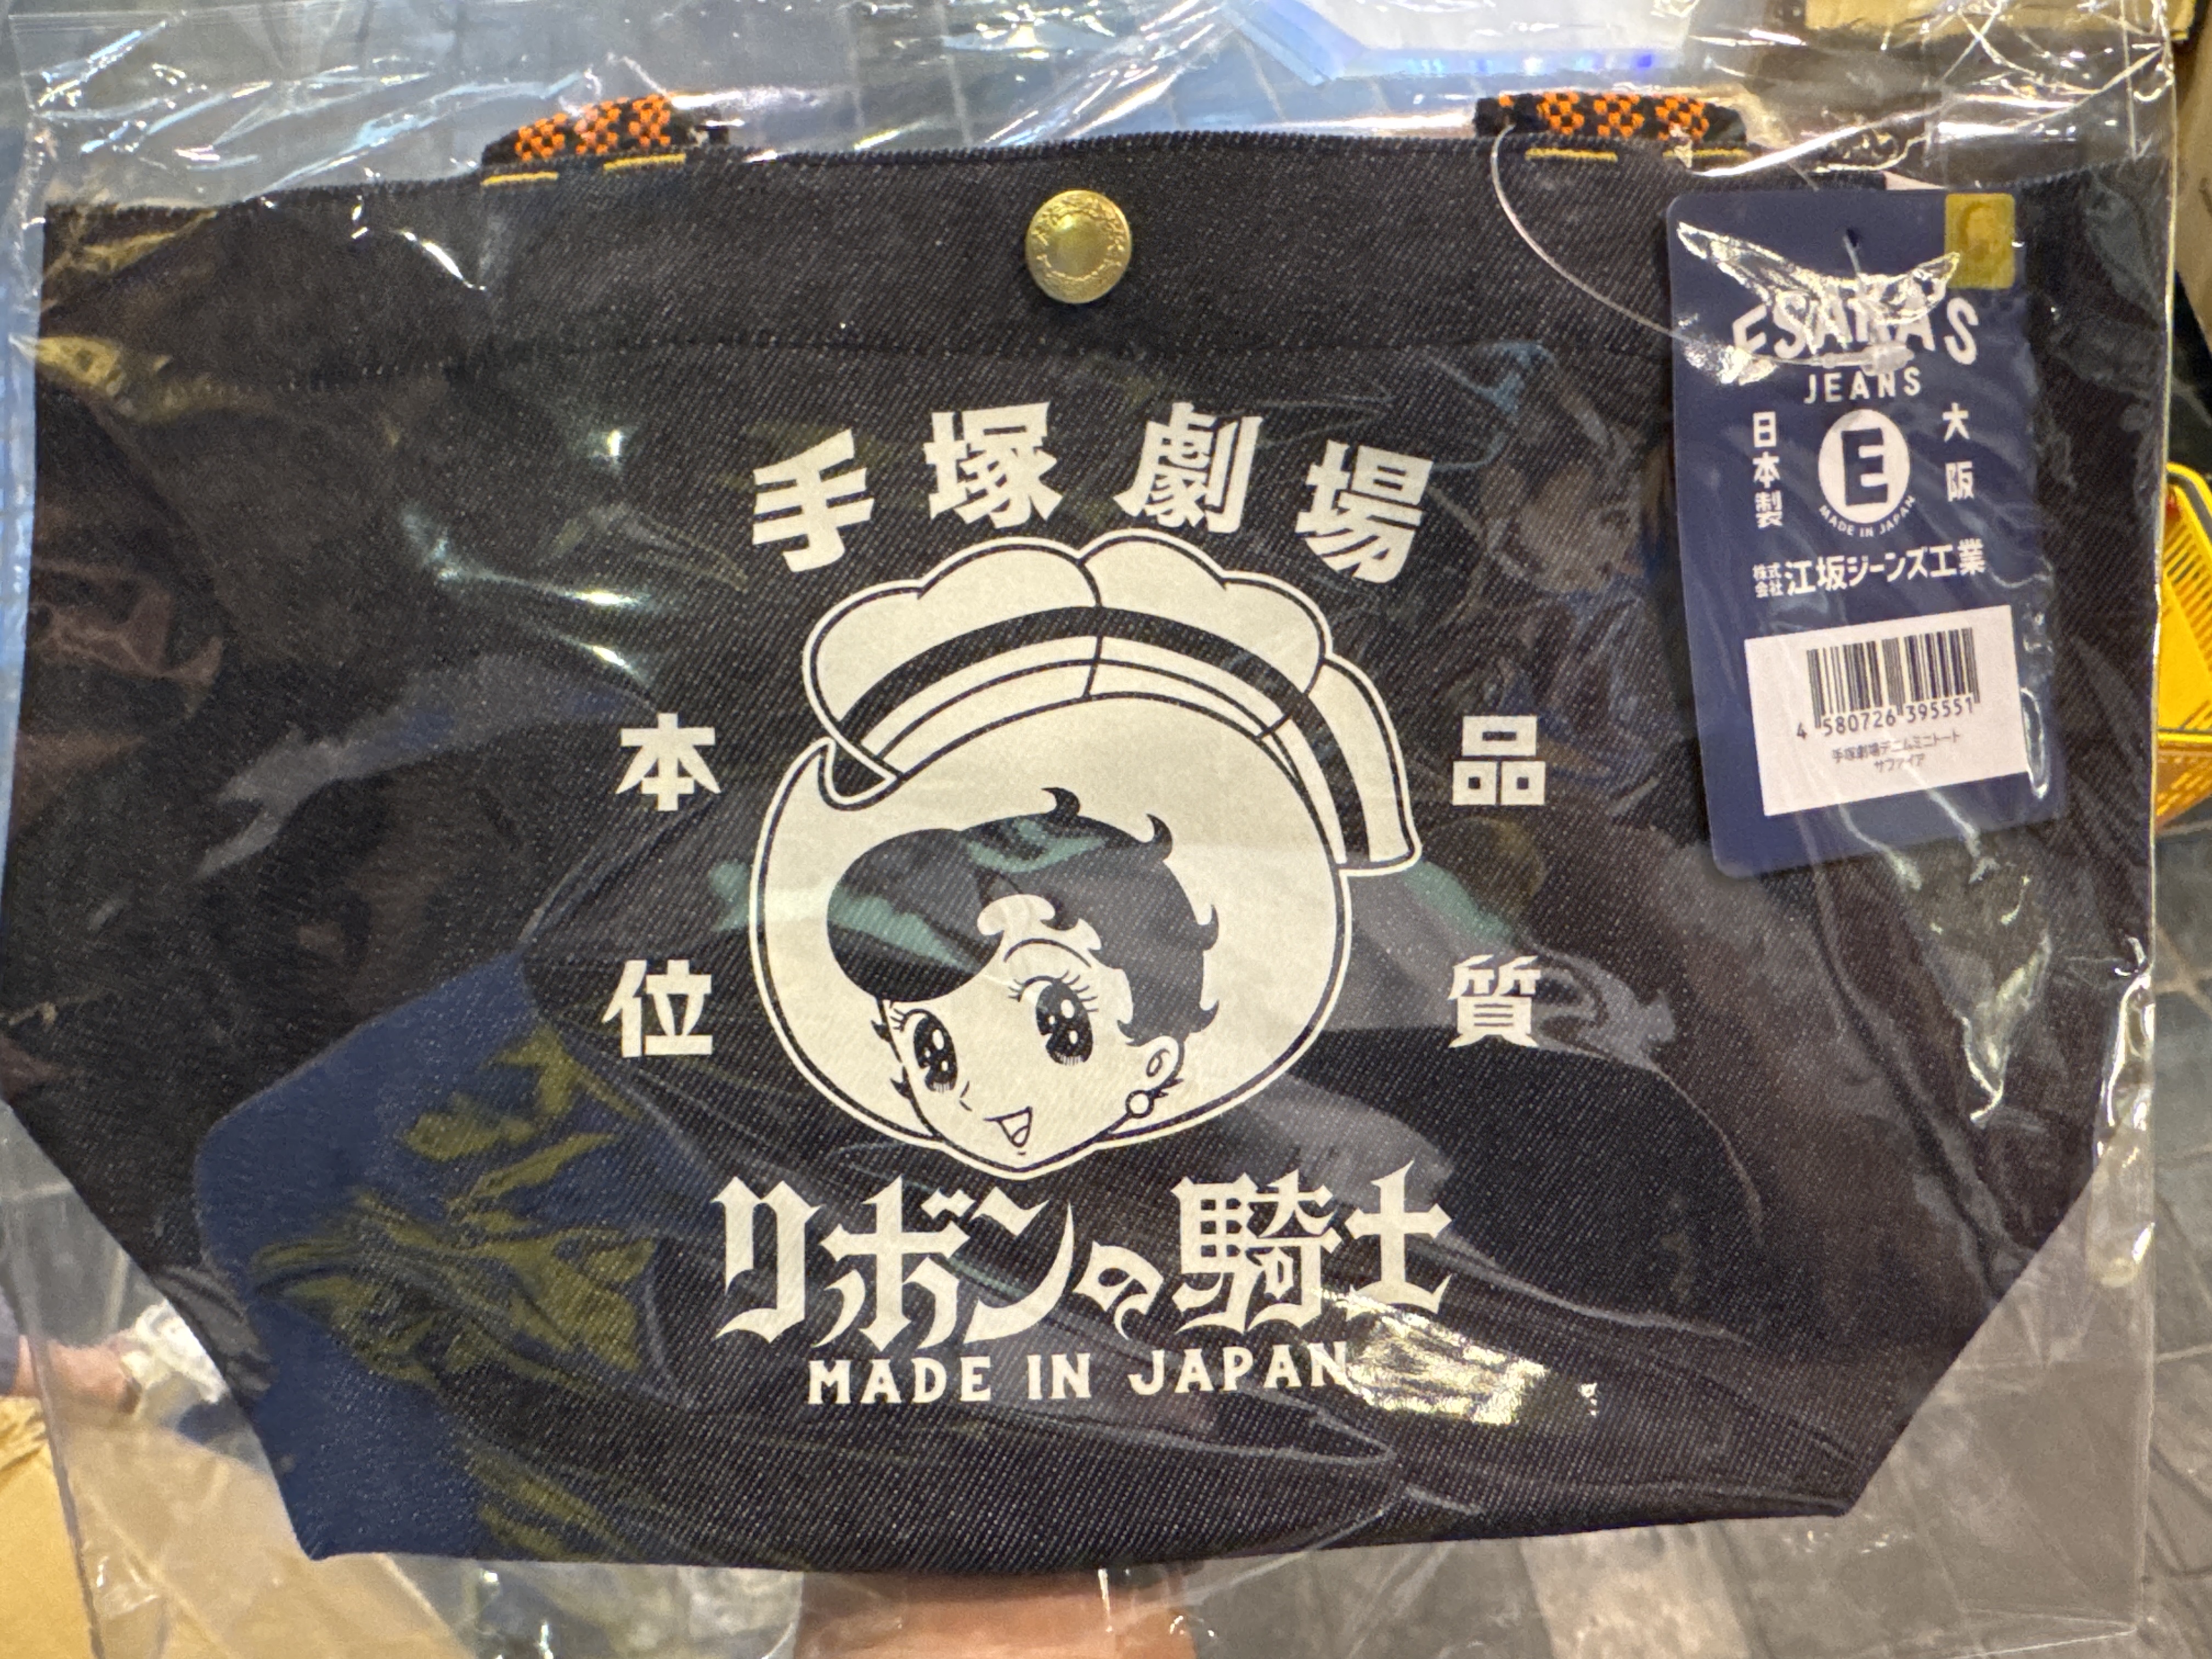 手塚劇場
品質
本位
リボンの騎士
MADE IN JAPAN
ESAKA'S
JEANS
大阪
日本製
E
MADE IN JAPAN
株式会社江坂ジーンズ工業
4 580726 395551
手塚劇場デニムミニトート
サファイア